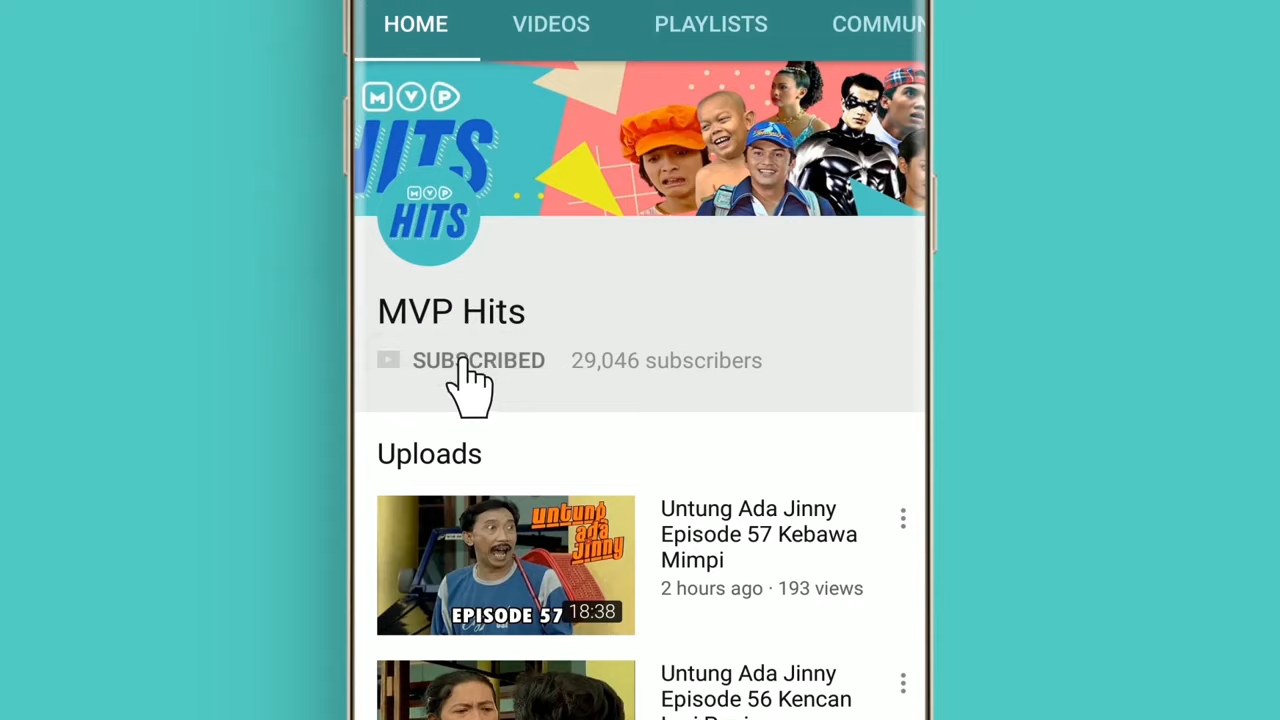 HOME VIDEOS PLAYLISTS COMMUN
MVP
HITS
MVP
HITS
MVP Hits
SUBSCRIBED 29,046 subscribers
Uploads
untung
ada
jinny
EPISODE 57
18:38
Untung Ada Jinny
Episode 57 Kebawa
Mimpi
2 hours ago · 193 views
Untung Ada Jinny
Episode 56 Kencan